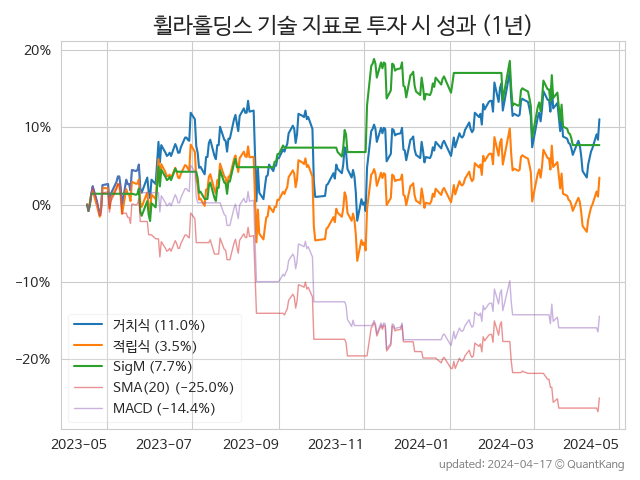 휠라홀딩스 기술 지표로 투자 시 성과 (1년)
20%
10%
0%
−10%
−20%
거치식 (11.0%)
적립식 (3.5%)
SigM (7.7%)
SMA(20) (−25.0%)
MACD (−14.4%)
2023-05 2023-07 2023-09 2023-11 2024-01 2024-03 2024-05
updated: 2024-04-17 © QuantKang